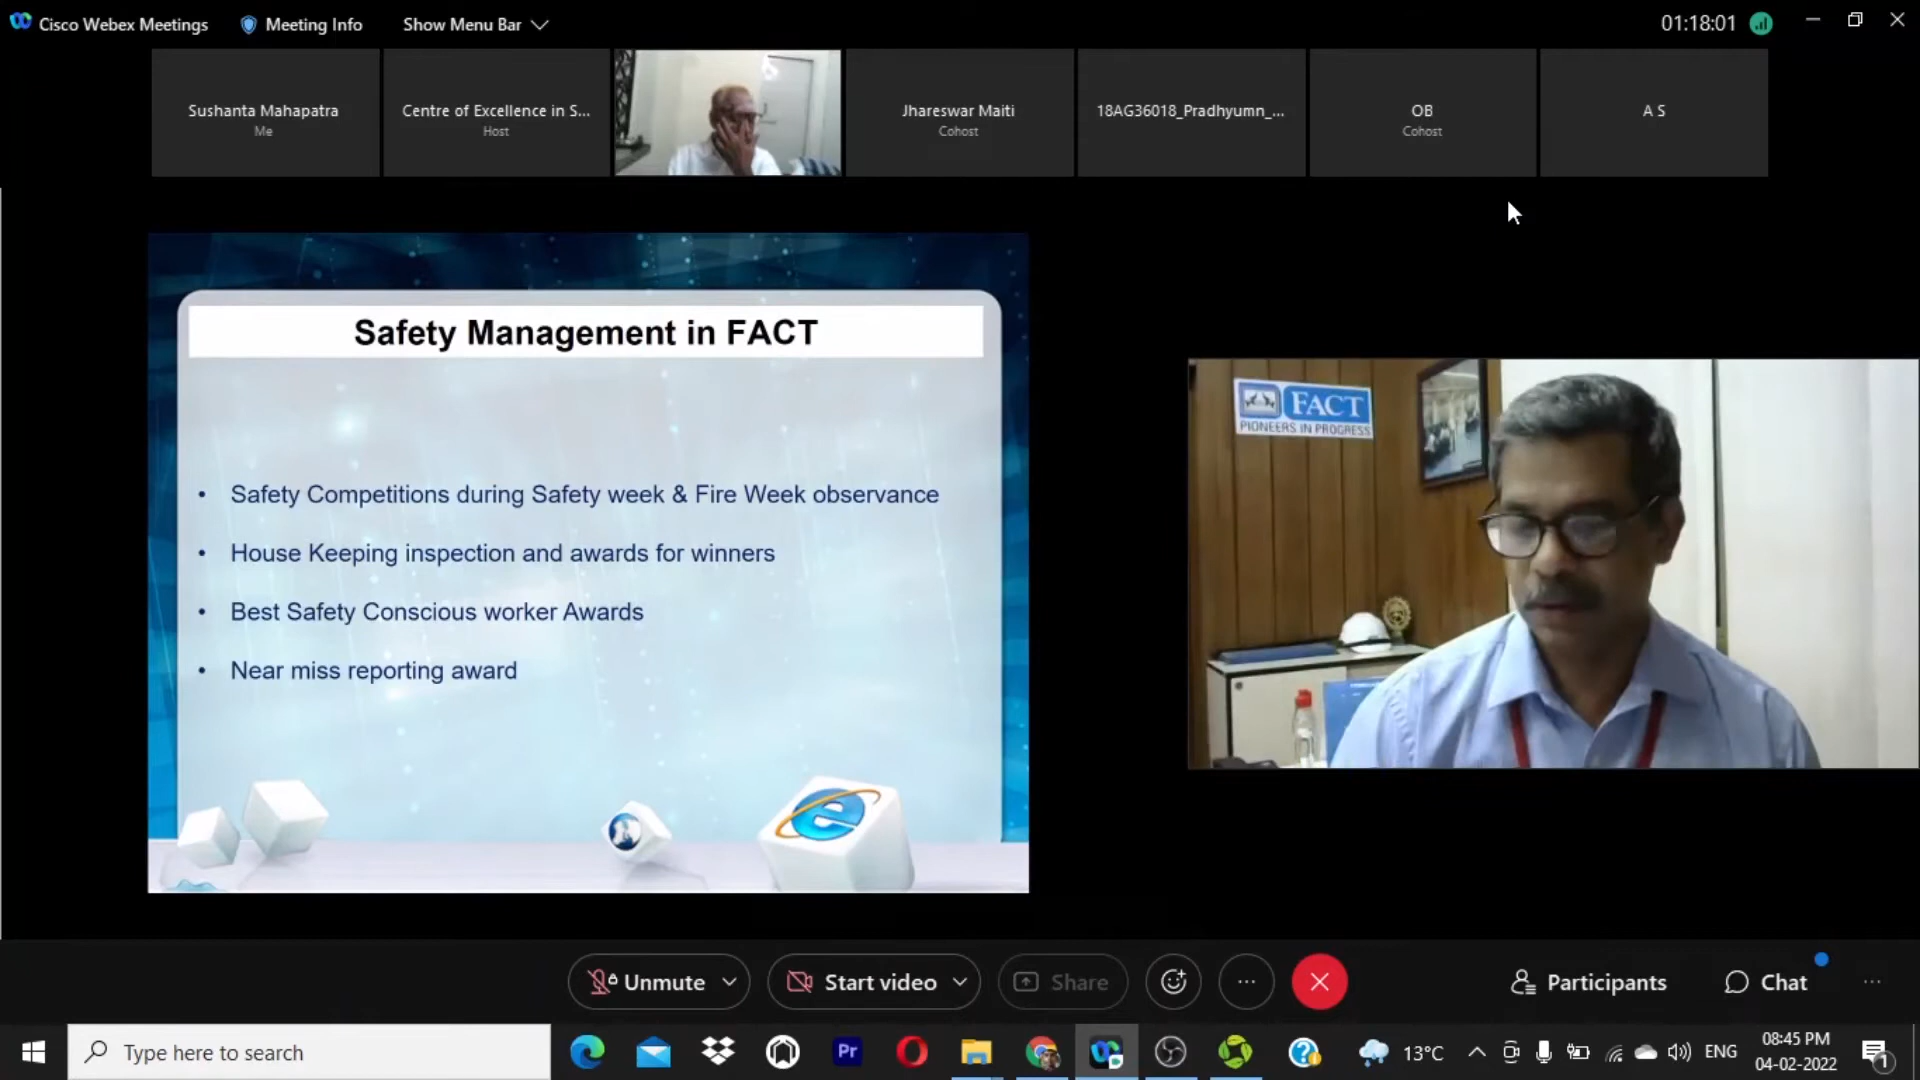 Cisco Webex Meetings
Meeting Info
Show Menu Bar
01:18:01
Sushanta Mahapatra
Me
Centre of Excellence in S...
Host
Jhareswar Maiti
Cohost
18AG36018_Pradhyumn_...
OB
Cohost
A S
Safety Management in FACT
• Safety Competitions during Safety week & Fire Week observance
• House Keeping inspection and awards for winners
• Best Safety Conscious worker Awards
• Near miss reporting award
FACT
PIONEERS IN PROGRESS
Unmute
Start video
Share
Participants
Chat
Type here to search
Pr
13°C
ENG
08:45 PM
04-02-2022
1